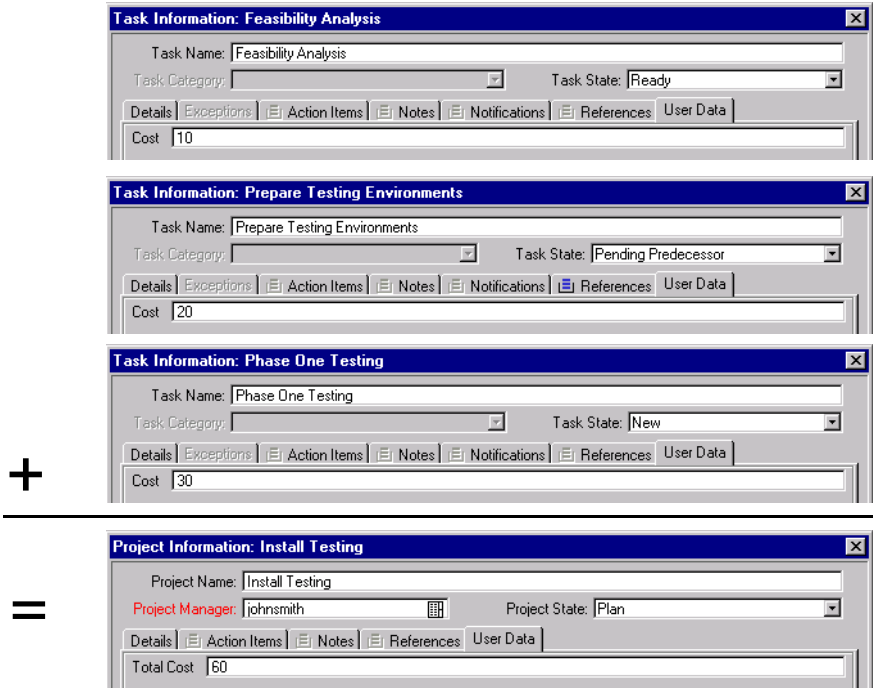 Task Information: Feasibility Analysis
Task Name: Feasibility Analysis
Task Category: Task State: Ready
Details Exceptions Action Items Notes Notifications References User Data
Cost 10
Task Information: Prepare Testing Environments
Task Name: Prepare Testing Environments
Task Category: Task State: Pending Predecessor
Details Exceptions Action Items Notes Notifications References User Data
Cost 20
Task Information: Phase One Testing
Task Name: Phase One Testing
Task Category: Task State: New
Details Exceptions Action Items Notes Notifications References User Data
+
Cost 30
Project Information: Install Testing
Project Name: Install Testing
= Project Manager: johnsmith Project State: Plan
Details Action Items Notes References User Data
Total Cost 60